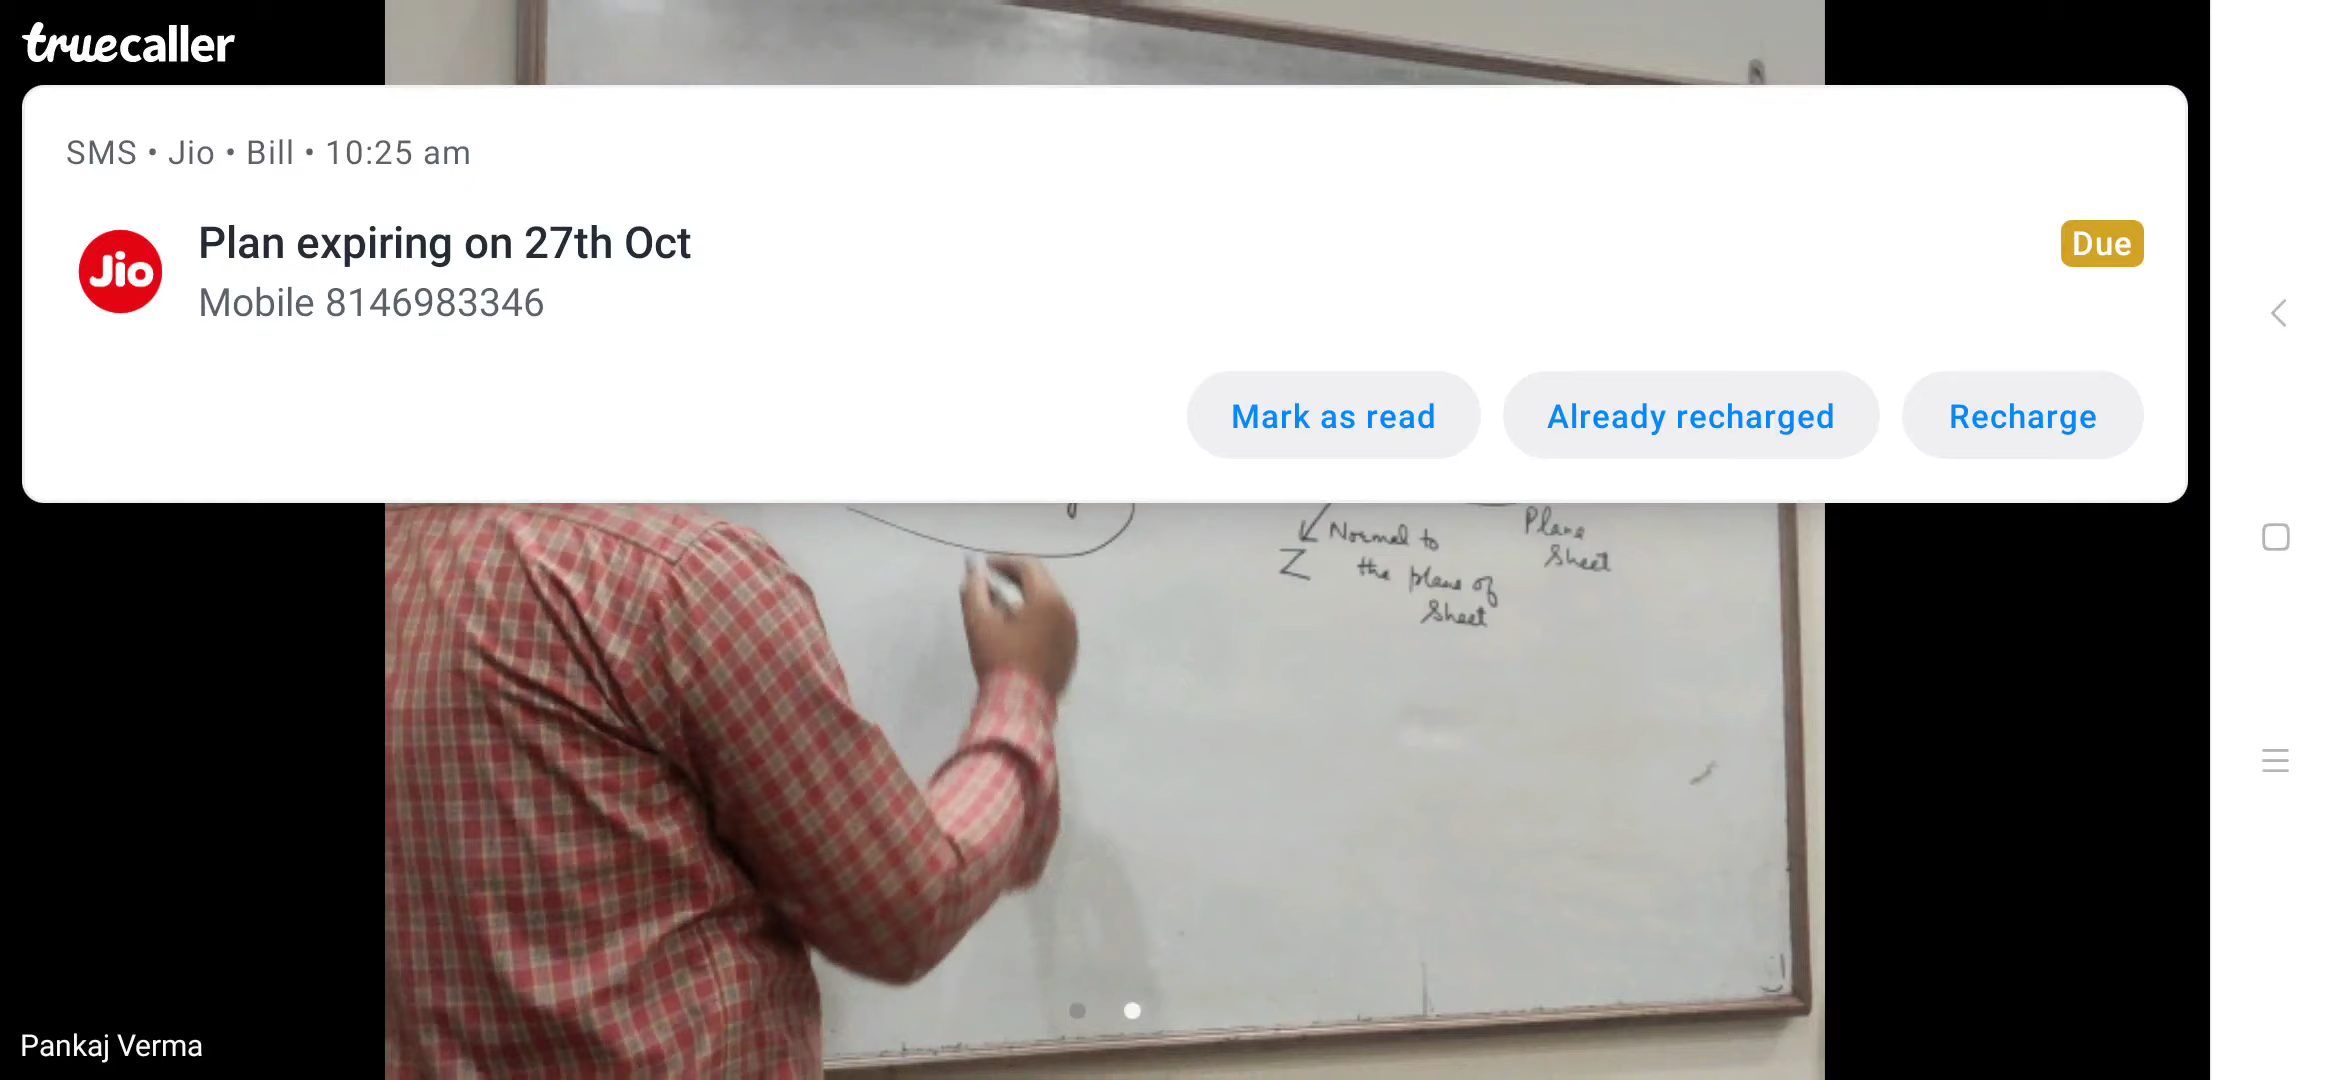 truecaller
SMS • Jio • Bill • 10:25 am
Jio
Plan expiring on 27th Oct
Due
Mobile 8146983346
Mark as read
Already recharged
Recharge
Normal to
the plane of
Sheet
Z
Plane
Sheet
Pankaj Verma